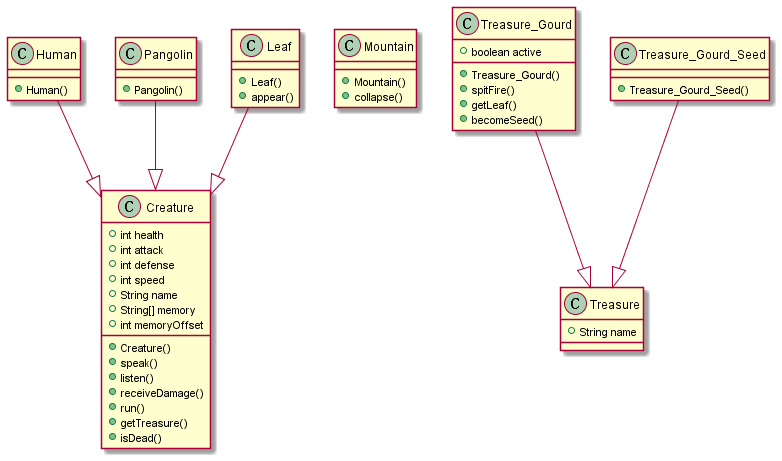 C Human
Human()
C Pangolin
Pangolin()
C Leaf
Leaf()
appear()
C Mountain
Mountain()
collapse()
C Treasure_Gourd
boolean active
Treasure_Gourd()
spitFire()
getLeaf()
becomeSeed()
C Treasure_Gourd_Seed
Treasure_Gourd_Seed()
C Creature
int health
int attack
int defense
int speed
String name
String[] memory
int memoryOffset
Creature()
speak()
listen()
receiveDamage()
run()
getTreasure()
isDead()
C Treasure
String name